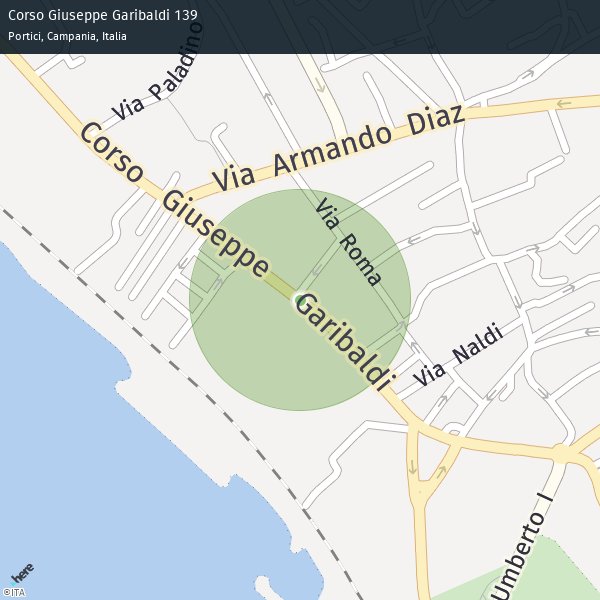 Corso Giuseppe Garibaldi 139
Portici, Campania, Italia
Via Paladino
Corso Giuseppe Garibaldi
Via Armando Diaz
Via Roma
Via Naldi
Umberto I
here
©ITA